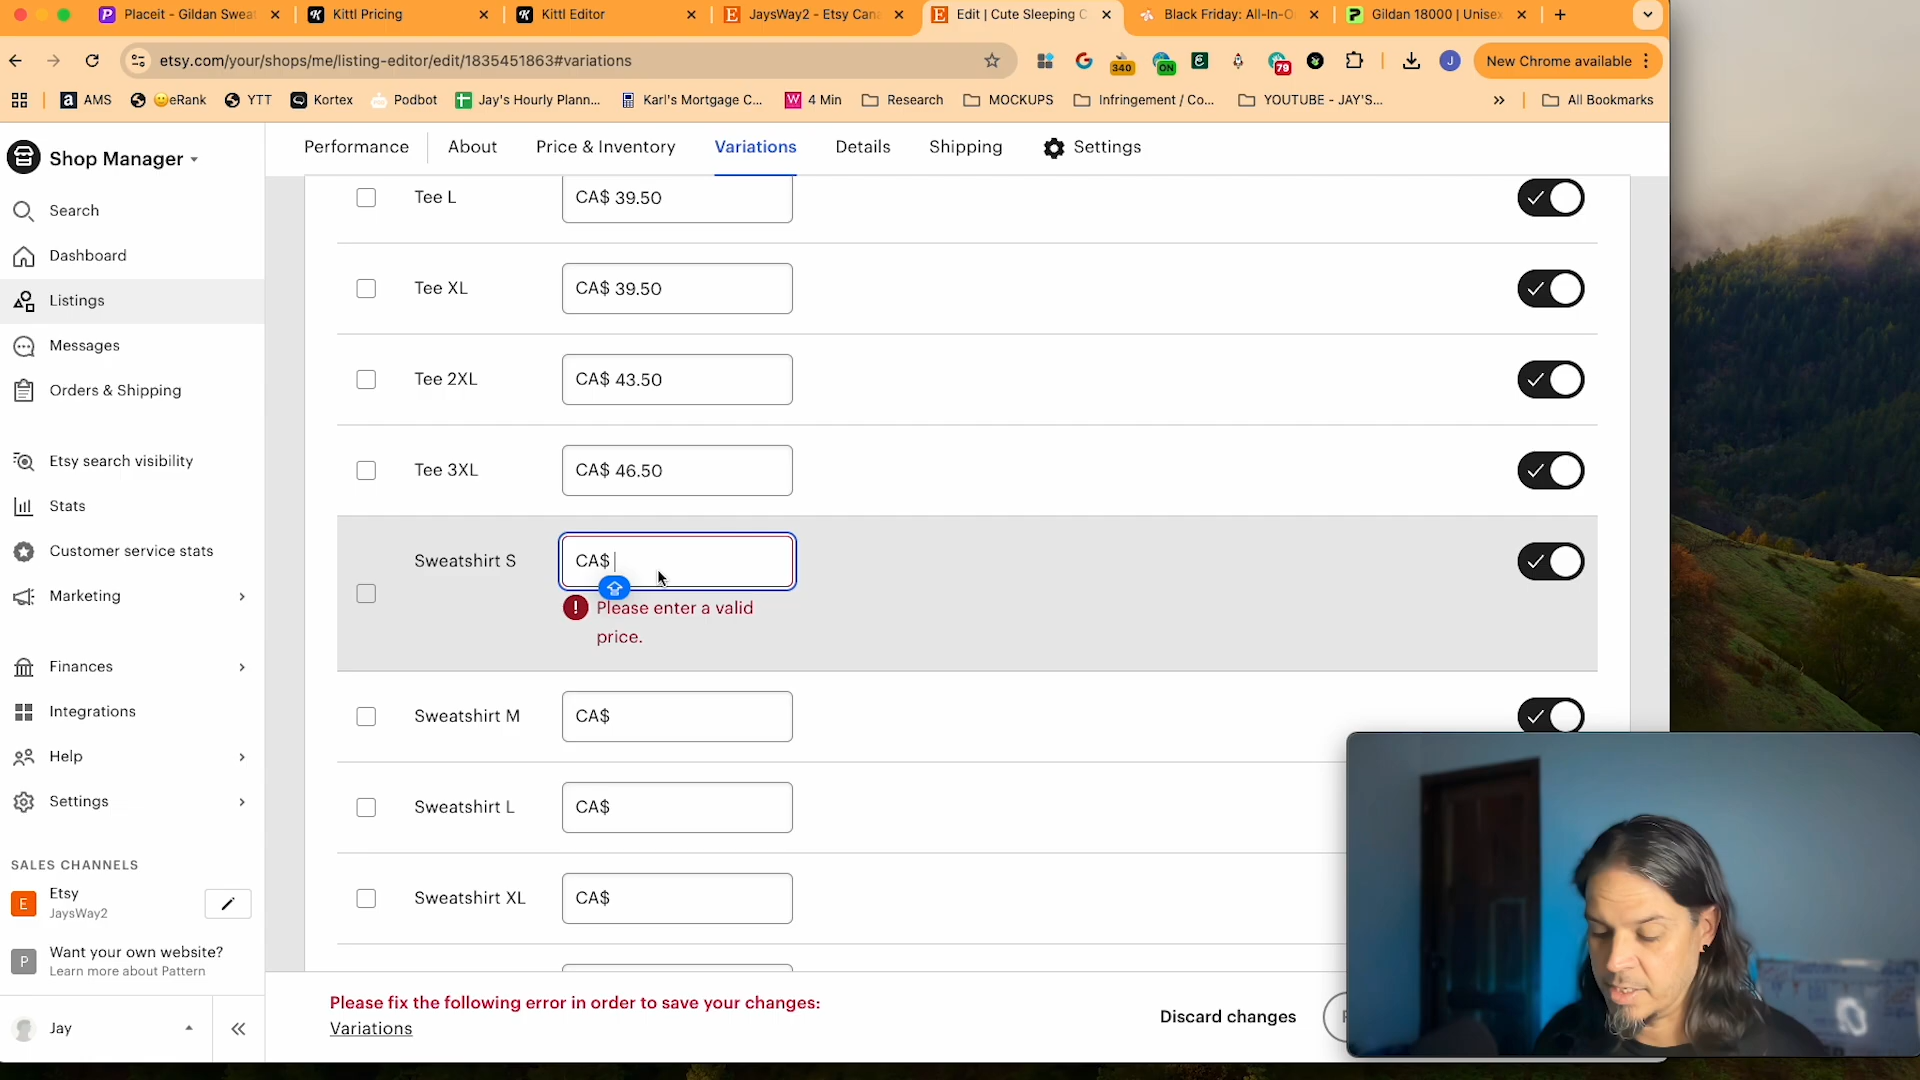 Placeit - Gildan Sweat
Kittl Pricing
Kittl Editor
JaysWay2 - Etsy Can
Edit | Cute Sleeping C
Black Friday: All-In-O
Gildan 18000 | Unisex
etsy.com/your/shops/me/listing-editor/edit/1835451863#variations
340
ON
79
J
New Chrome available
AMS
eRank
YTT
Kortex
Podbot
Jay's Hourly Plann...
Karl's Mortgage C...
4 Min
Research
MOCKUPS
Infringement / Co...
YOUTUBE - JAY'S...
All Bookmarks
Shop Manager
Search
Dashboard
Listings
Messages
Orders & Shipping
Etsy search visibility
Stats
Customer service stats
Marketing
Finances
Integrations
Help
Settings
SALES CHANNELS
E
Etsy
JaysWay2
P
Want your own website?
Learn more about Pattern
Jay
Performance
About
Price & Inventory
Variations
Details
Shipping
Settings
Tee L
CA$ 39.50
Tee XL
CA$ 39.50
Tee 2XL
CA$ 43.50
Tee 3XL
CA$ 46.50
Sweatshirt S
CA$
Please enter a valid
price.
Sweatshirt M
CA$
Sweatshirt L
CA$
Sweatshirt XL
CA$
Please fix the following error in order to save your changes:
Variations
Discard changes